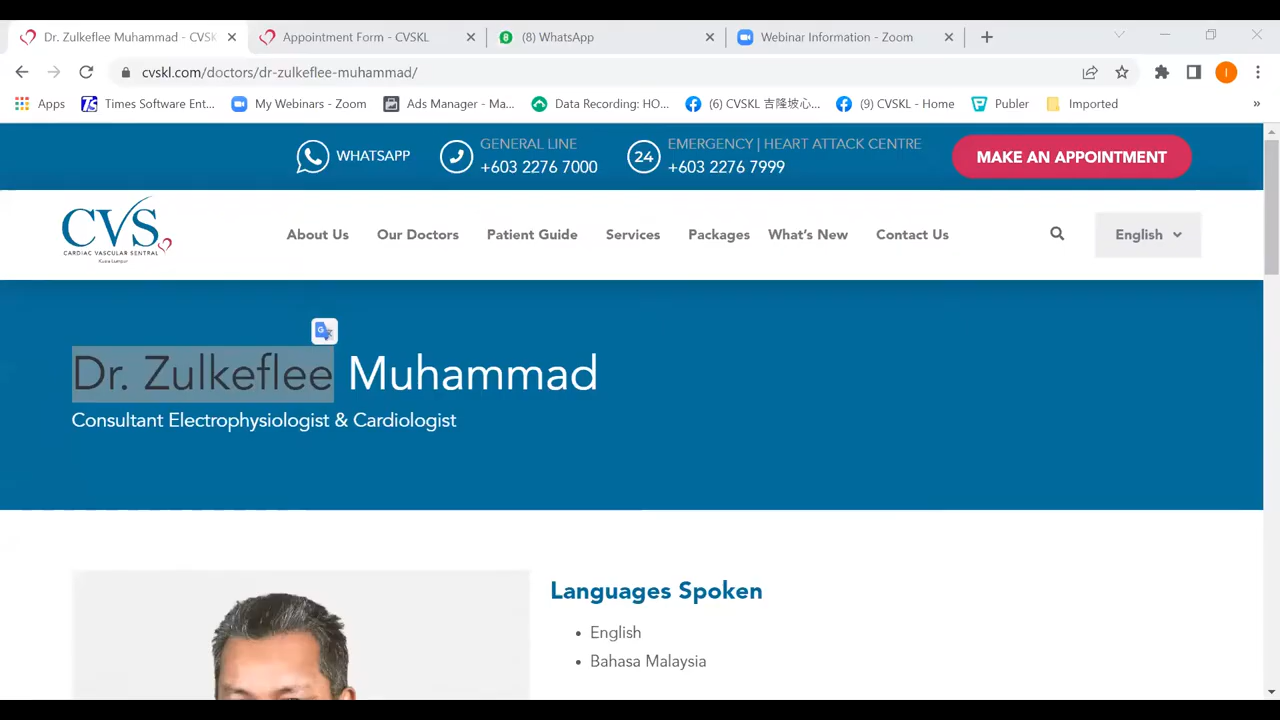 Dr. Zulkeflee Muhammad - CVSK
Appointment Form - CVSKL
8
(8) WhatsApp
Webinar Information - Zoom
cvskl.com/doctors/dr-zulkeflee-muhammad/
I
Apps
Times Software Ent...
My Webinars - Zoom
Ads Manager - Ma...
Data Recording: HO...
(6) CVSKL 吉隆坡心...
(9) CVSKL - Home
Publer
Imported
»
WHATSAPP
GENERAL LINE
+603 2276 7000
24
EMERGENCY | HEART ATTACK CENTRE
+603 2276 7999
MAKE AN APPOINTMENT
CVS
CARDIAC VASCULAR SENTRAL
Kuala Lumpur
About Us
Our Doctors
Patient Guide
Services
Packages
What's New
Contact Us
English
Dr. Zulkeflee Muhammad
Consultant Electrophysiologist & Cardiologist
Languages Spoken
• English
• Bahasa Malaysia